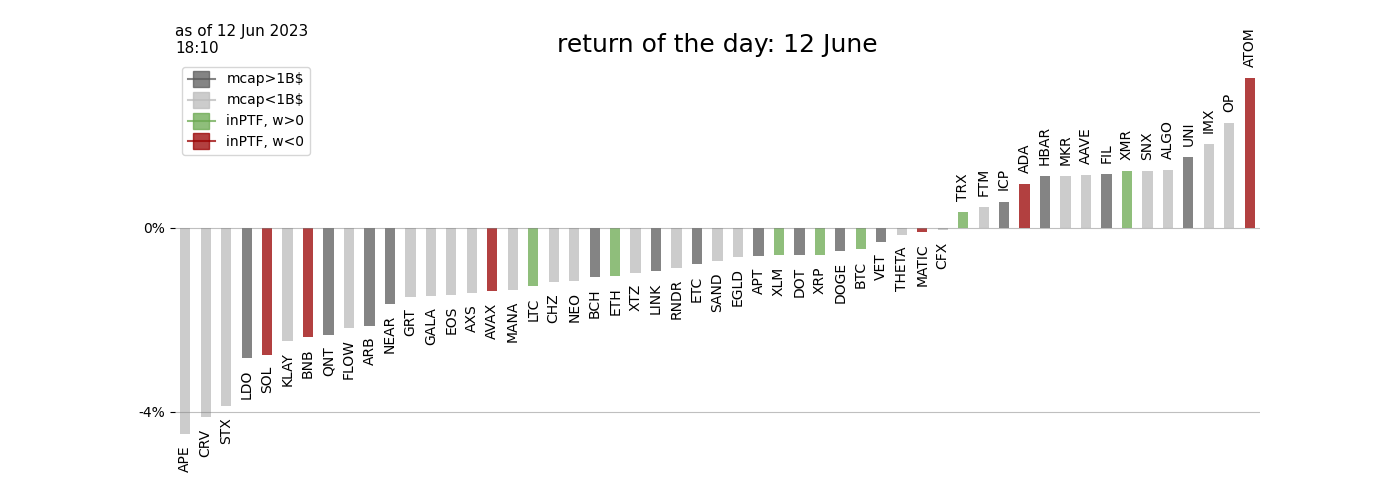 as of 12 Jun 2023
18:10
return of the day: 12 June
mcap>1B$
mcap<1B$
inPTF, w>0
inPTF, w<0
0%
-4%
APE
CRV
STX
LDO
SOL
KLAY
BNB
QNT
FLOW
ARB
NEAR
GRT
GALA
EOS
AXS
AVAX
MANA
LTC
CHZ
NEO
BCH
ETH
XTZ
LINK
RNDR
ETC
SAND
EGLD
APT
XLM
DOT
XRP
DOGE
BTC
VET
THETA
MATIC
CFX
TRX
FTM
ICP
ADA
HBAR
MKR
AAVE
FIL
XMR
SNX
ALGO
UNI
IMX
OP
ATOM